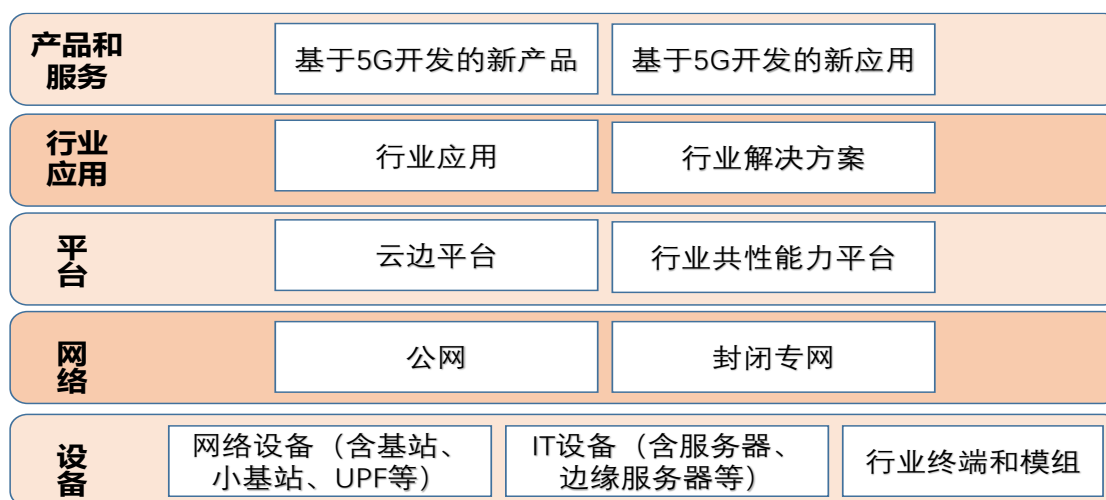 产品和
服务
基于5G开发的新产品
基于5G开发的新应用
行业
应用
行业应用
行业解决方案
平
台
云边平台
行业共性能力平台
网
络
公网
封闭专网
设
备
网络设备（含基站、
小基站、UPF等）
IT设备（含服务器、
边缘服务器等）
行业终端和模组